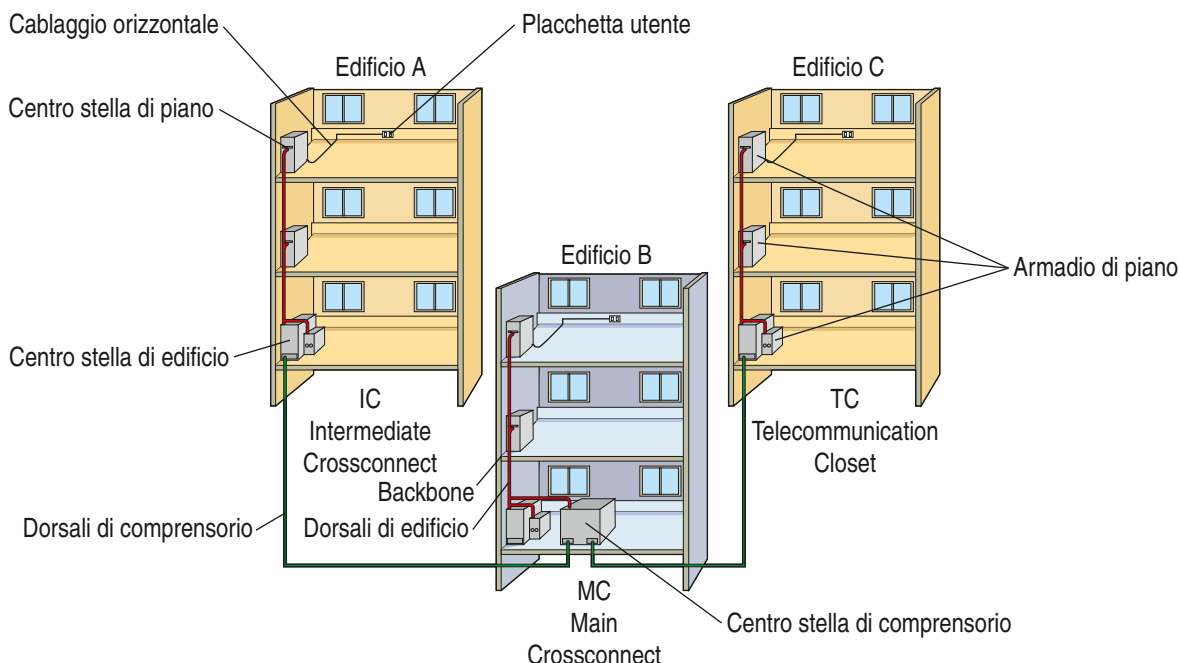 Cablaggio orizzontale
Placchetta utente
Edificio A
Edificio C
Centro stella di piano
Edificio B
Armadio di piano
Centro stella di edificio
IC
Intermediate
Crossconnect
TC
Telecommunication
Closet
Backbone
Dorsali di comprensorio
Dorsali di edificio
MC
Main
Crossconnect
Centro stella di comprensorio